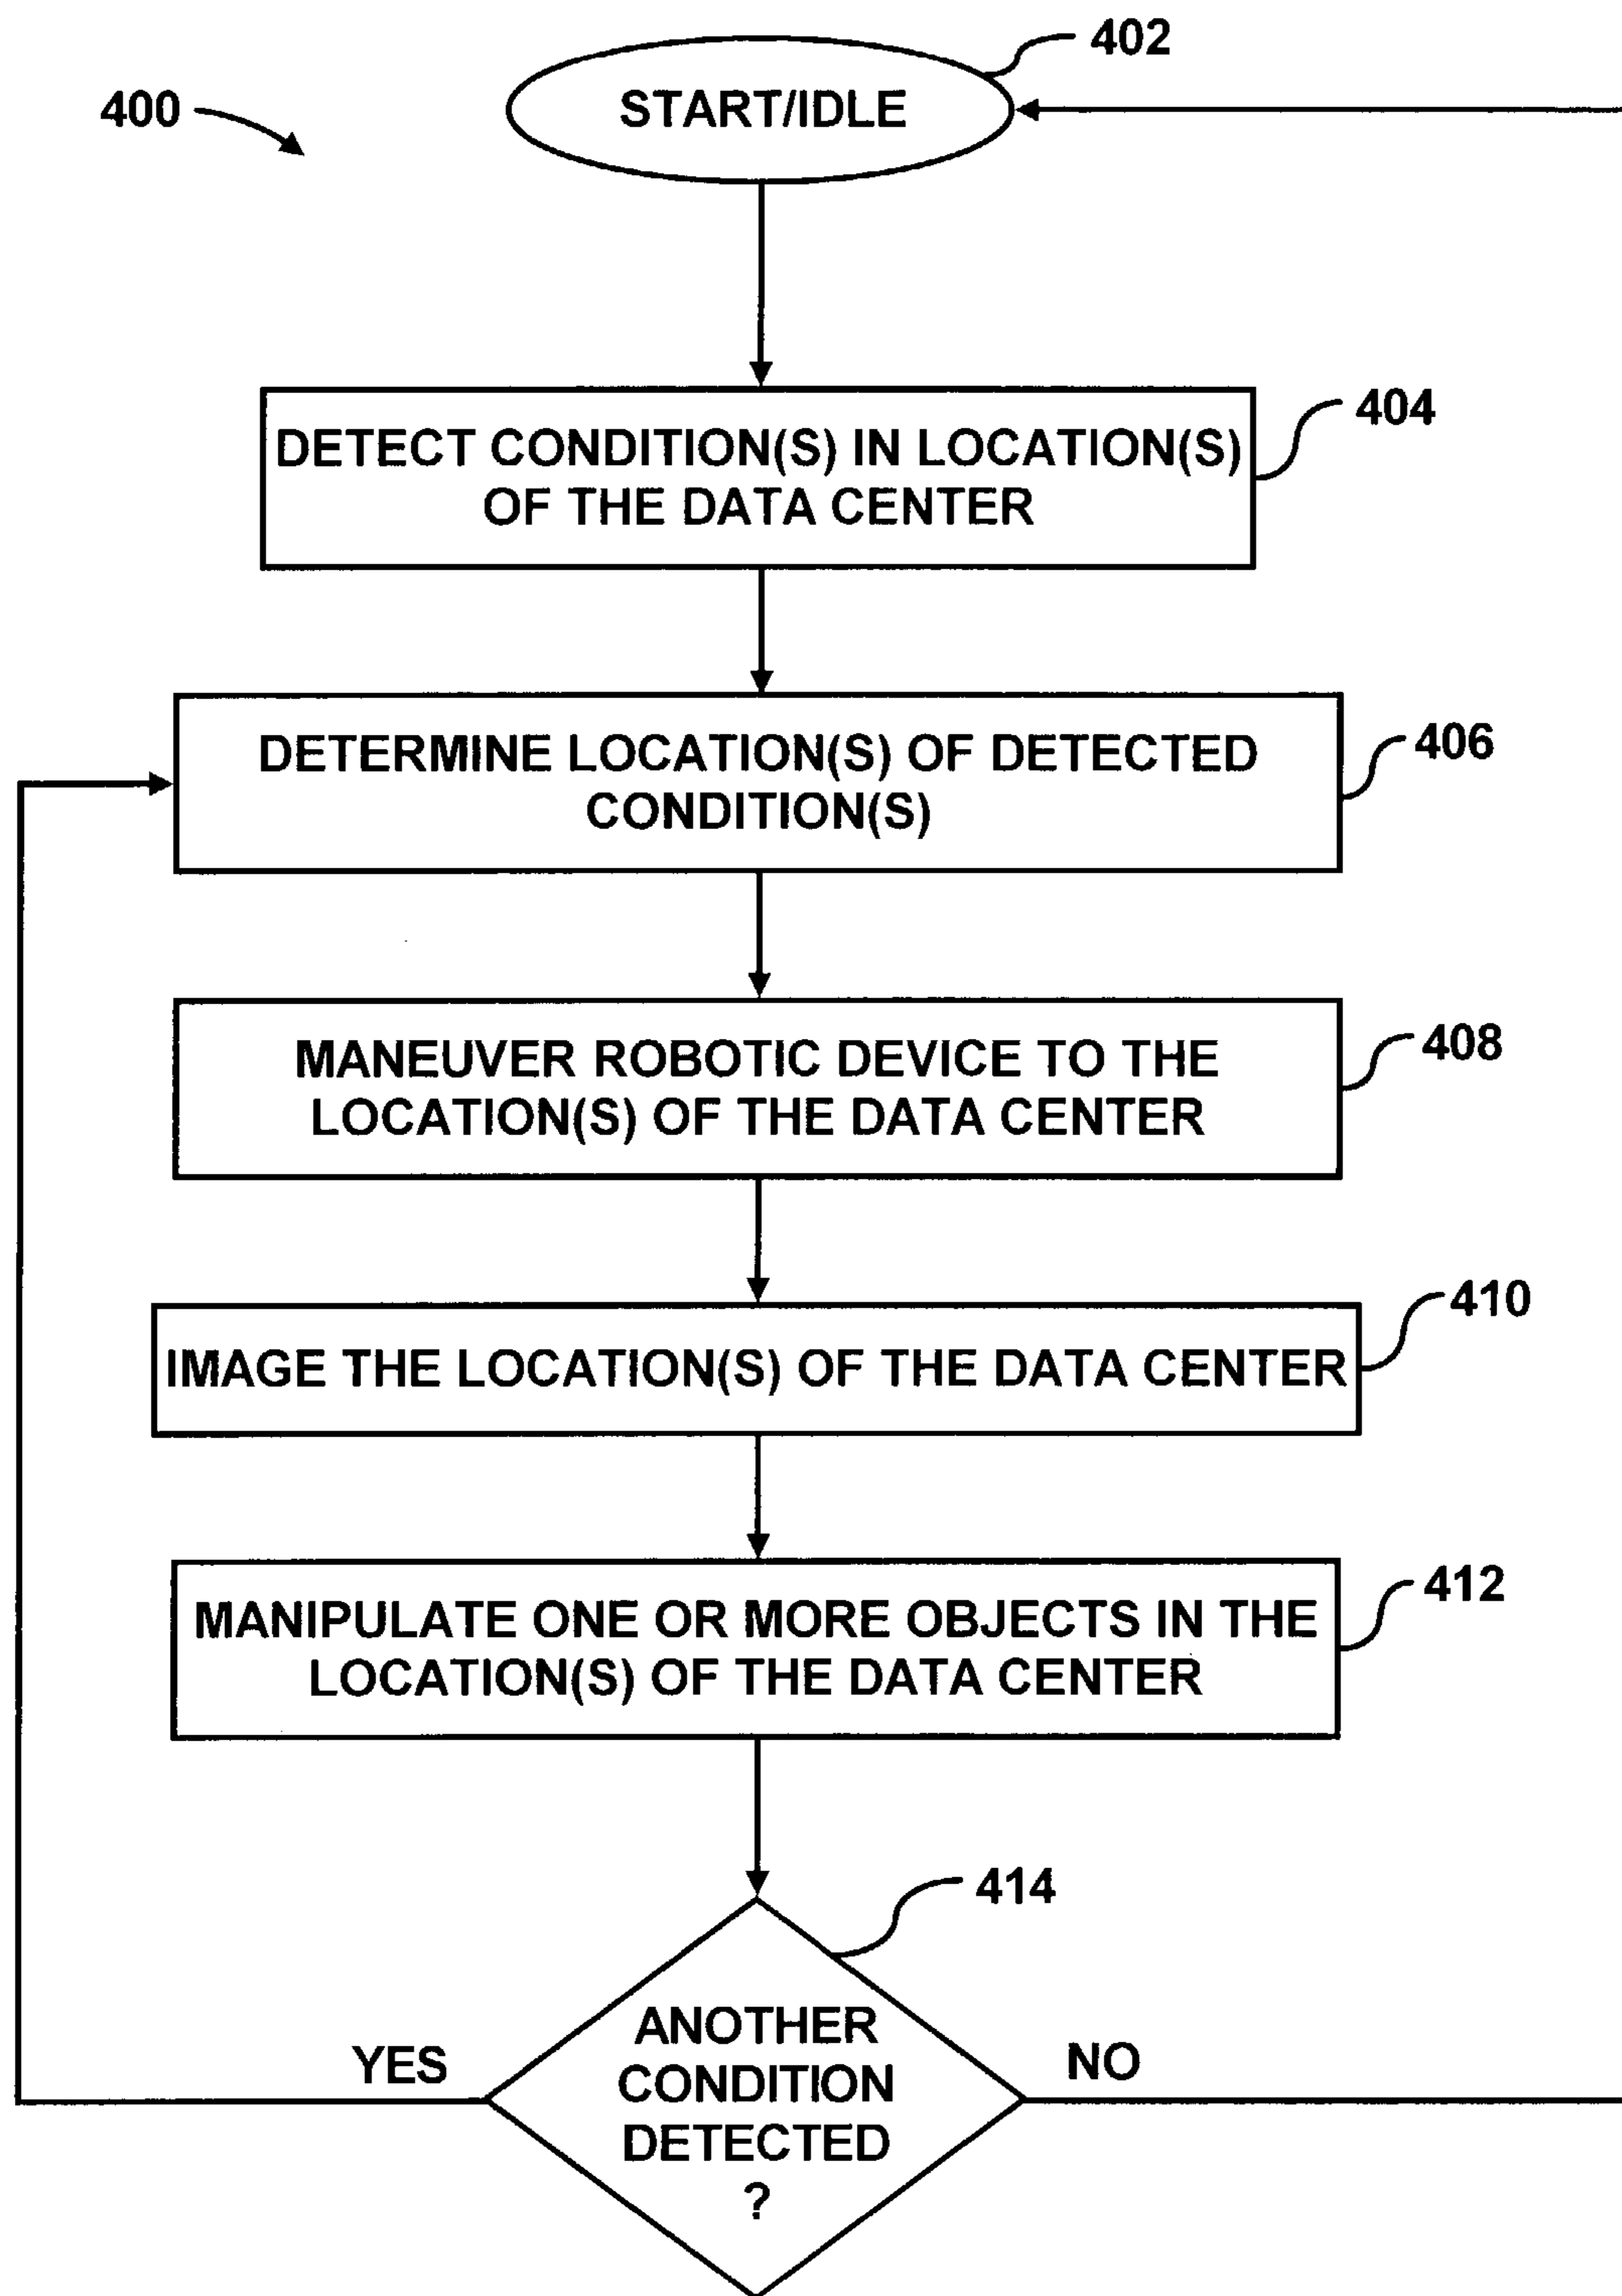 402
START/IDLE
400
404
DETECT CONDITION(S) IN LOCATION(S)
OF THE DATA CENTER
406
DETERMINE LOCATION(S) OF DETECTED
CONDITION(S)
408
MANEUVER ROBOTIC DEVICE TO THE
LOCATION(S) OF THE DATA CENTER
410
IMAGE THE LOCATION(S) OF THE DATA CENTER
412
MANIPULATE ONE OR MORE OBJECTS IN THE
LOCATION(S) OF THE DATA CENTER
414
ANOTHER
CONDITION
DETECTED
?
YES
NO